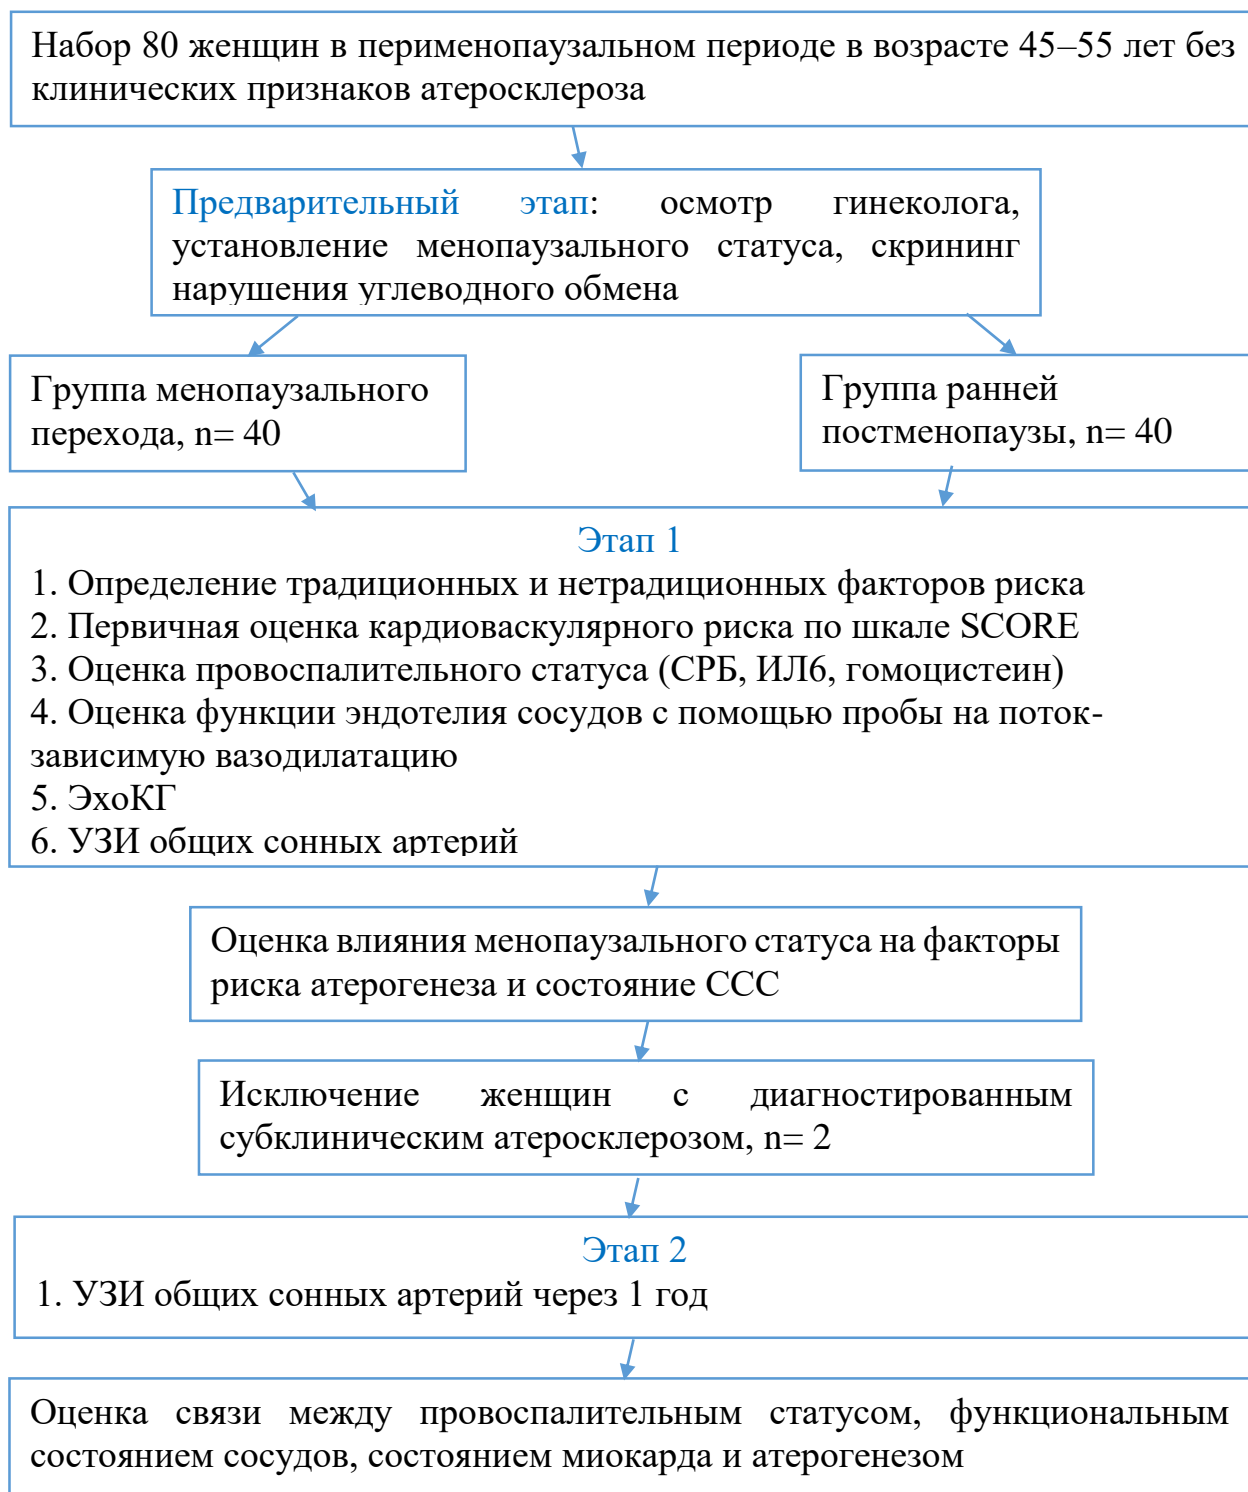 Набор 80 женщин в перименопаузальном периоде в возрасте 45–55 лет без
клинических признаков атеросклероза
Предварительный этап: осмотр гинеколога,
установление менопаузального статуса, скрининг
нарушения углеводного обмена
Группа менопаузального
перехода, n= 40
Группа ранней
постменопаузы, n= 40
Этап 1
1. Определение традиционных и нетрадиционных факторов риска
2. Первичная оценка кардиоваскулярного риска по шкале SCORE
3. Оценка провоспалительного статуса (СРБ, ИЛ6, гомоцистеин)
4. Оценка функции эндотелия сосудов с помощью пробы на поток-
зависимую вазодилатацию
5. ЭхоКГ
6. УЗИ общих сонных артерий
Оценка влияния менопаузального статуса на факторы
риска атерогенеза и состояние ССС
Исключение женщин с диагностированным
субклиническим атеросклерозом, n= 2
Этап 2
1. УЗИ общих сонных артерий через 1 год
Оценка связи между провоспалительным статусом, функциональным
состоянием сосудов, состоянием миокарда и атерогенезом